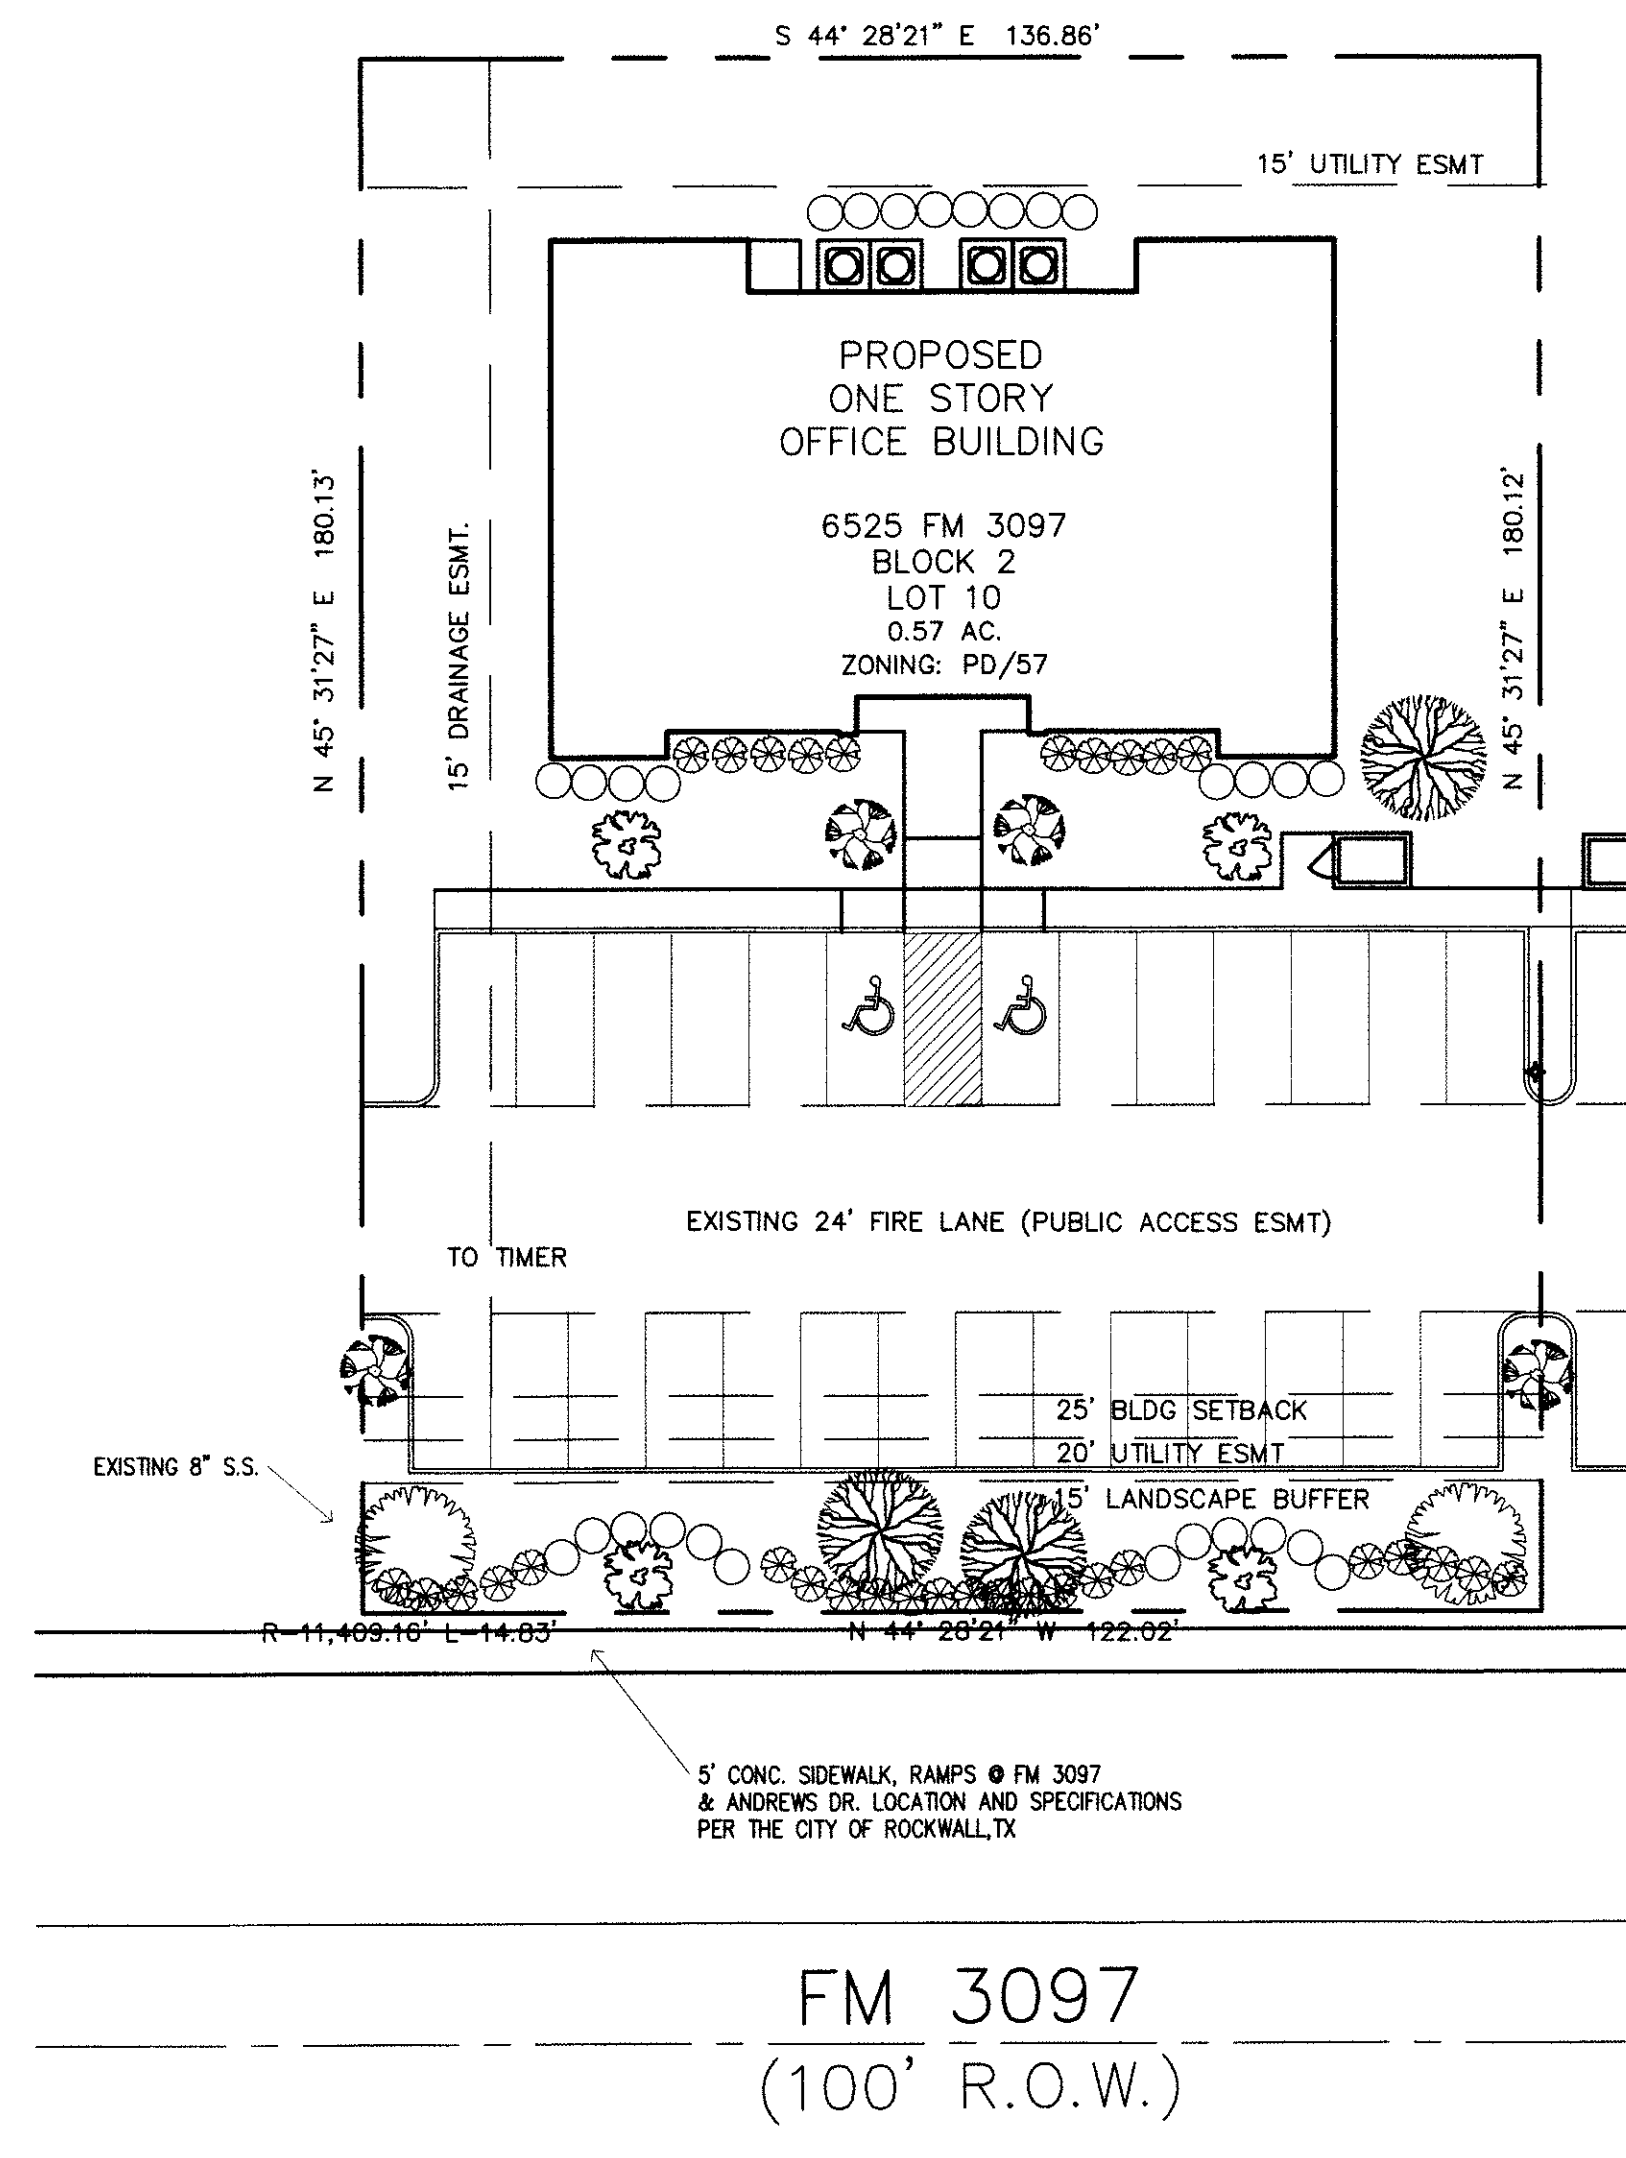 S 44° 28'21" E 136.86'
15' UTILITY ESMT
PROPOSED
ONE STORY
OFFICE BUILDING
6525 FM 3097
BLOCK 2
LOT 10
0.57 AC.
ZONING: PD/57
N 45° 31'27" E 180.13'
15' DRAINAGE ESMT.
N 45° 31'27" E 180.12'
EXISTING 24' FIRE LANE (PUBLIC ACCESS ESMT)
TO TIMER
25' BLDG SETBACK
20' UTILITY ESMT
EXISTING 8" S.S.
15' LANDSCAPE BUFFER
R-11,409.16' L-14.83'
N 44° 28'21" W 122.02'
5' CONC. SIDEWALK, RAMPS @ FM 3097
& ANDREWS DR. LOCATION AND SPECIFICATIONS
PER THE CITY OF ROCKWALL,TX
FM 3097
(100' R.O.W.)